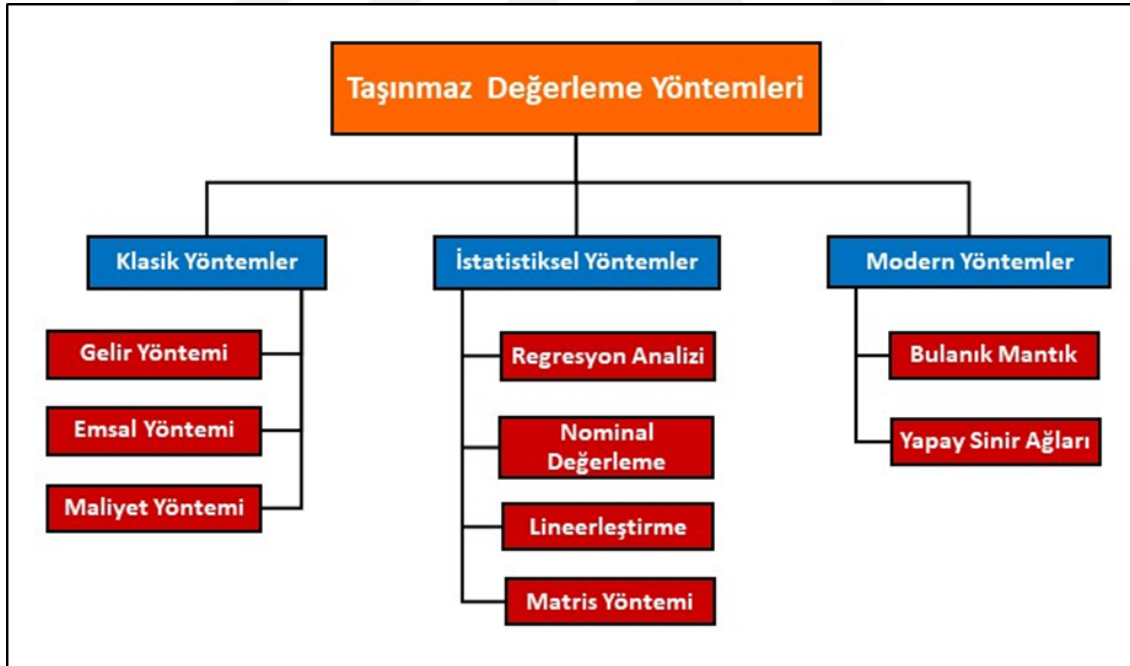 Taşınmaz Değerleme Yöntemleri
Klasik Yöntemler
Gelir Yöntemi
Emsal Yöntemi
Maliyet Yöntemi
İstatistiksel Yöntemler
Regresyon Analizi
Nominal
Değerleme
Lineerleştirme
Matris Yöntemi
Modern Yöntemler
Bulanık Mantık
Yapay Sinir Ağları